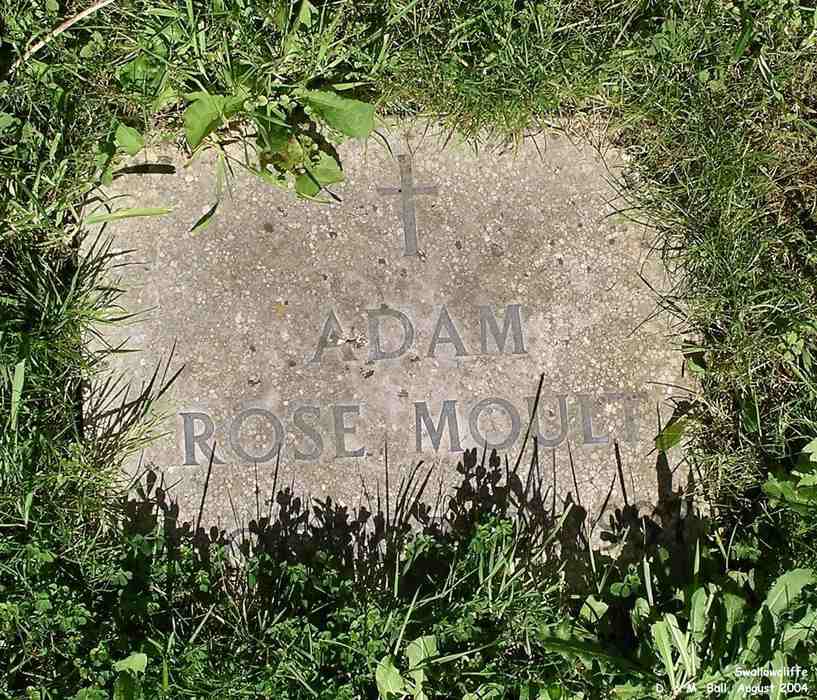 ADAM
ROSE MOULT
Swallowcliffe
D. & M. Ball : August 2004